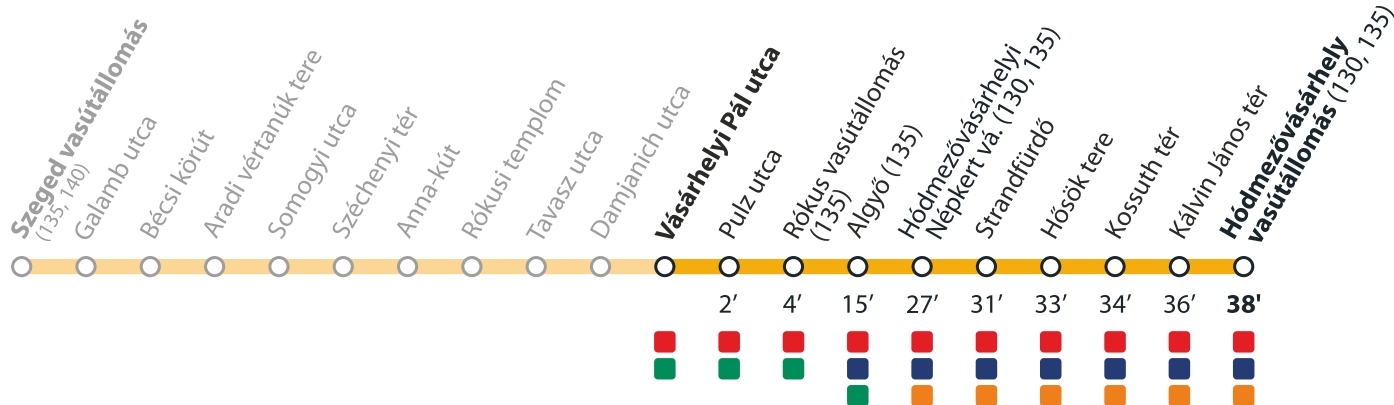 Szeged vasútállomás
(135, 140)
Galamb utca
Bécsi körút
Aradi vértanúk tere
Somogyi utca
Széchenyi tér
Anna-kút
Rókusi templom
Tavasz utca
Damjanich utca
Vásárhelyi Pál utca
Pulz utca
Rókus vasútállomás
(135)
Algyő (135)
Hódmezővásárhelyi
Népkert vá. (130, 135)
Strandfürdő
Hősök tere
Kossuth tér
Kálvin János tér
Hódmezővásárhely
vasútállomás (130, 135)
2’ 4’ 15’ 27’ 31’ 33’ 34’ 36’ 38'